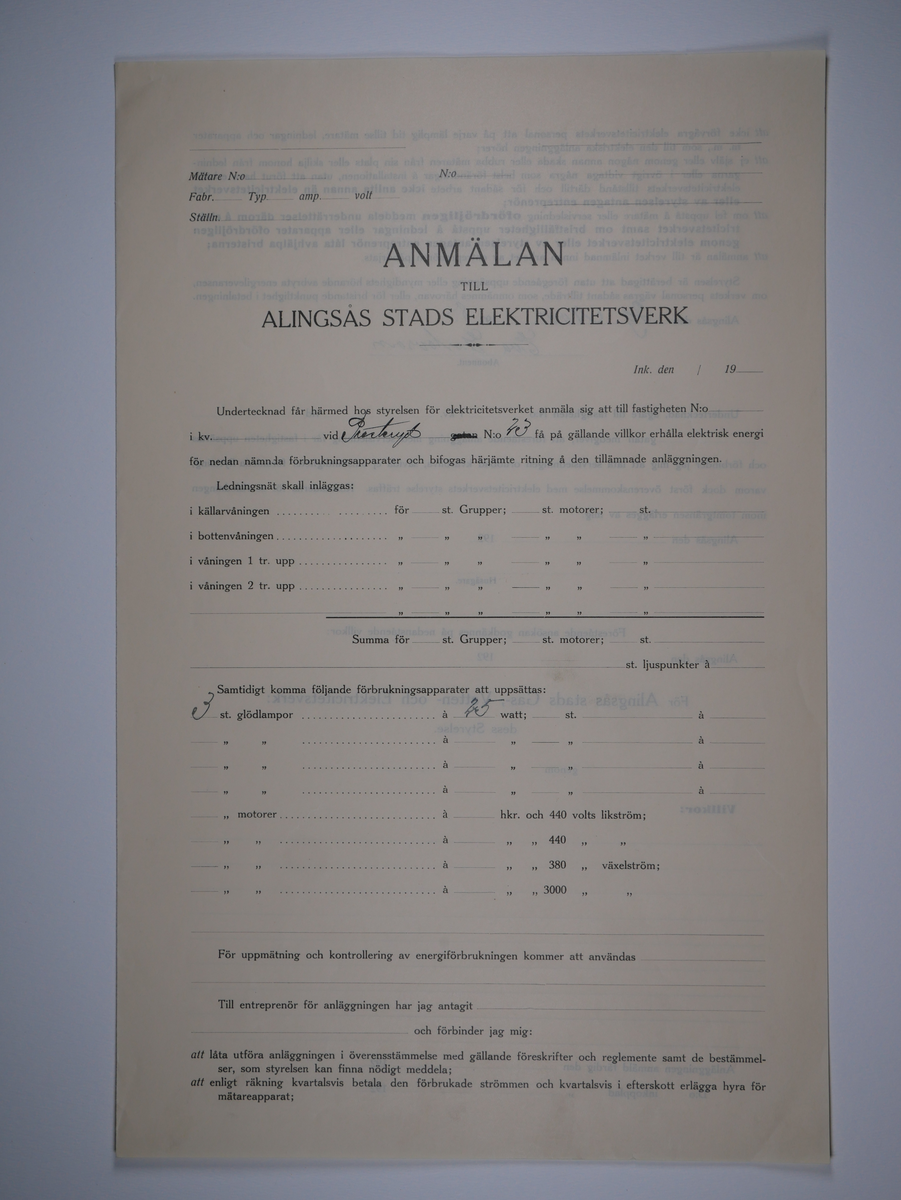 Mätare N:o N:o
Fabr. Typ. amp. volt
Ställn.
ANMÄLAN
TILL
ALINGSÅS STADS ELEKTRICITETSVERK
Ink. den / 19
Undertecknad får härmed hos styrelsen för elektricitetsverket anmäla sig att till fastigheten N:o
i kv. vid N:o 23 få på gällande villkor erhålla elektrisk energi
för nedan nämnda förbrukningsapparater och bifogas härjämte ritning å den tillämnade anläggningen.
Ledningsnät skall inläggas:
i källarvåningen .................... för st. Grupper; st. motorer; st.
i bottenvåningen .................... „ „ „ „ „ „
i våningen 1 tr. upp ................ „ „ „ „ „ „
i våningen 2 tr. upp ................ „ „ „ „ „ „
„ „ „ „ „ „
Summa för st. Grupper; st. motorer; st.
st. ljuspunkter à
Samtidigt komma följande förbrukningsapparater att uppsättas:
3 st. glödlampor ........................ à 25 watt; st. à
„ „ ........................ à „ „ à
„ „ ........................ à „ „ à
„ „ ........................ à „ „ à
„ motorer ............................ à hkr. och 440 volts likström;
„ „ ............................ à „ „ 440 „ „
„ „ ............................ à „ „ 380 „ växelström;
„ „ ............................ à „ „ 3000 „ „
För uppmätning och kontrollering av energiförbrukningen kommer att användas
Till entreprenör för anläggningen har jag antagit
och förbinder jag mig:
att låta utföra anläggningen i överensstämmelse med gällande föreskrifter och reglemente samt de bestämmel-
ser, som styrelsen kan finna nödigt meddela;
att enligt räkning kvartalsvis betala den förbrukade strömmen och kvartalsvis i efterskott erlägga hyra för
mätareapparat;